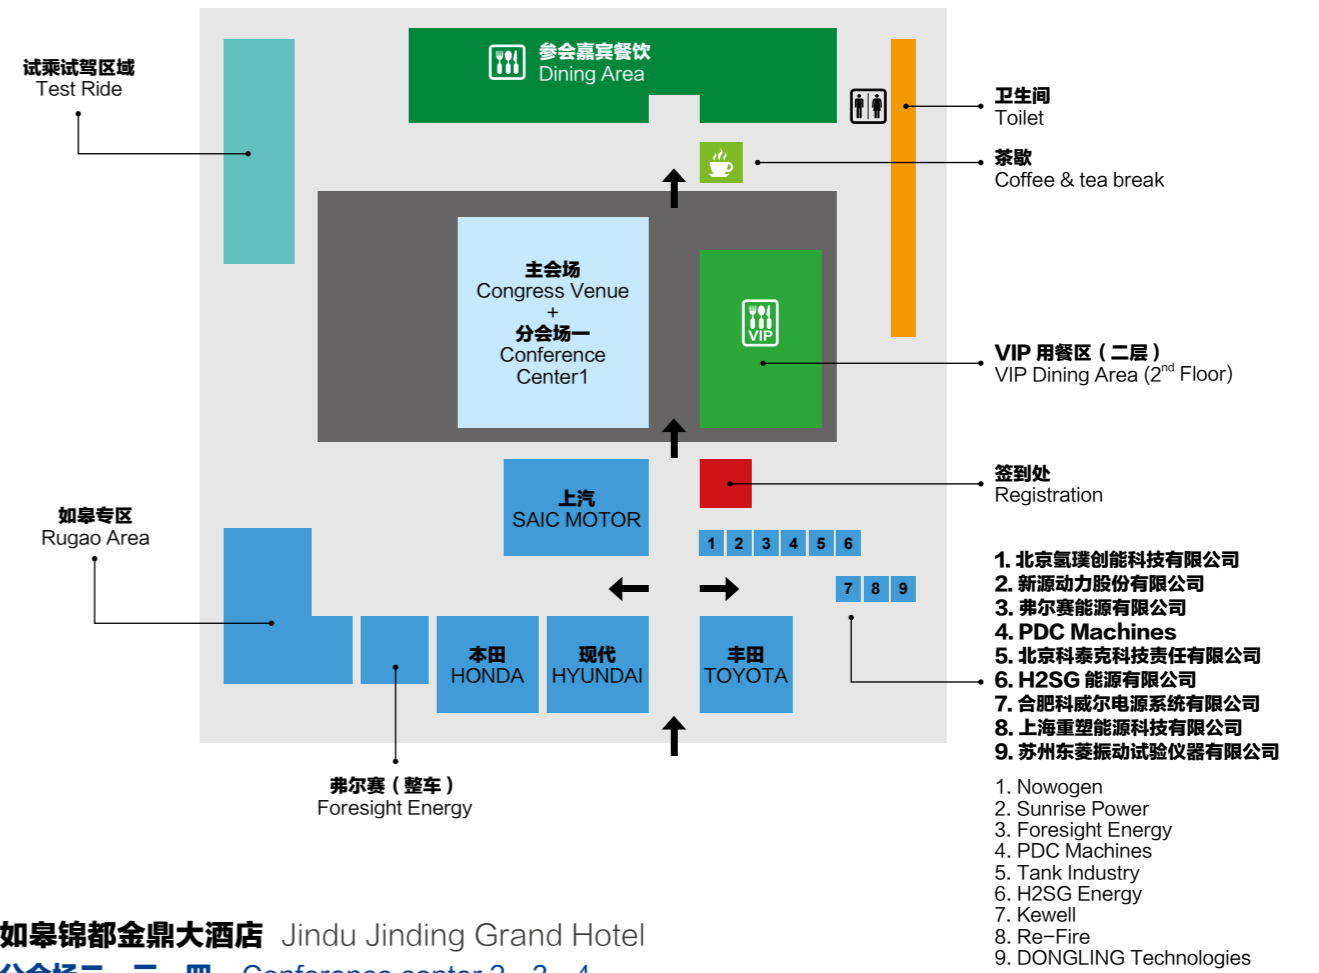 参会嘉宾餐饮
Dining Area
试乘试驾区域
Test Ride
卫生间
Toilet
茶歇
Coffee & tea break
主会场
Congress Venue
+
分会场一
Conference
Center1
VIP
VIP 用餐区（二层）
VIP Dining Area (2nd Floor)
签到处
Registration
上汽
SAIC MOTOR
如皋专区
Rugao Area
1 2 3 4 5 6
7 8 9
本田
HONDA
现代
HYUNDAI
丰田
TOYOTA
弗尔赛（整车）
Foresight Energy
1. 北京氢璞创能科技有限公司
2. 新源动力股份有限公司
3. 弗尔赛能源有限公司
4. PDC Machines
5. 北京科泰克科技责任有限公司
6. H2SG 能源有限公司
7. 合肥科威尔电源系统有限公司
8. 上海重塑能源科技有限公司
9. 苏州东菱振动试验仪器有限公司
1. Nowogen
2. Sunrise Power
3. Foresight Energy
4. PDC Machines
5. Tank Industry
6. H2SG Energy
7. Kewell
8. Re-Fire
9. DONGLING Technologies
如皋锦都金鼎大酒店 Jindu Jinding Grand Hotel
分会场二、三、四 Conference center 2、3、4